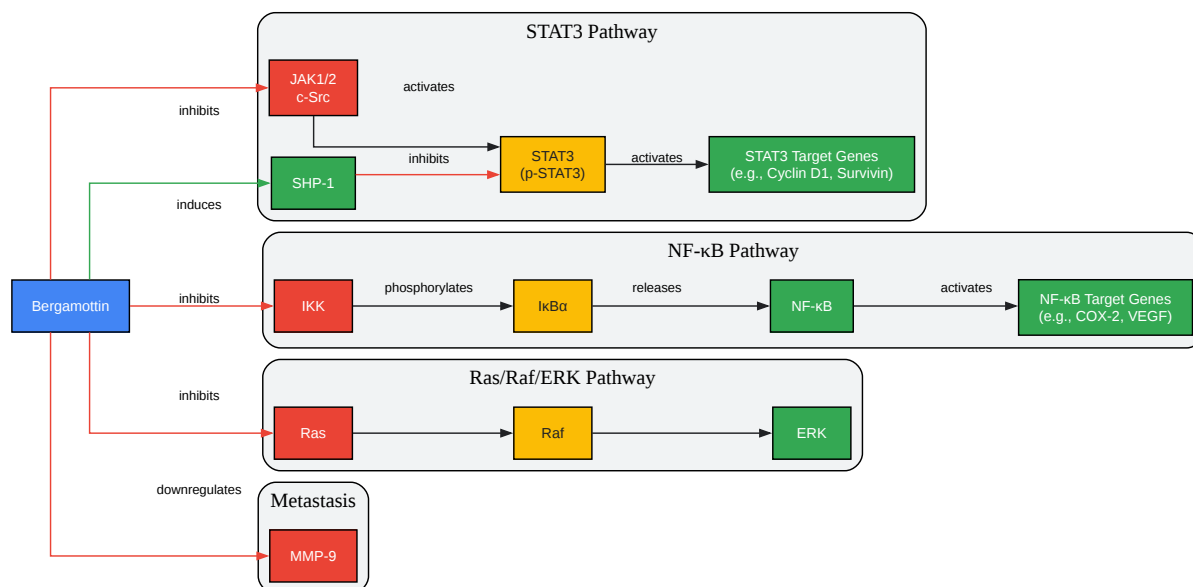 STAT3 Pathway
JAK1/2
c-Src
activates
inhibits
inhibits
SHP-1
STAT3
(p-STAT3)
activates
STAT3 Target Genes
(e.g., Cyclin D1, Survivin)
induces
NF-κB Pathway
Bergamottin
inhibits
IKK
phosphorylates
IκBα
releases
NF-κB
activates
NF-κB Target Genes
(e.g., COX-2, VEGF)
Ras/Raf/ERK Pathway
inhibits
Ras
Raf
ERK
downregulates
Metastasis
MMP-9